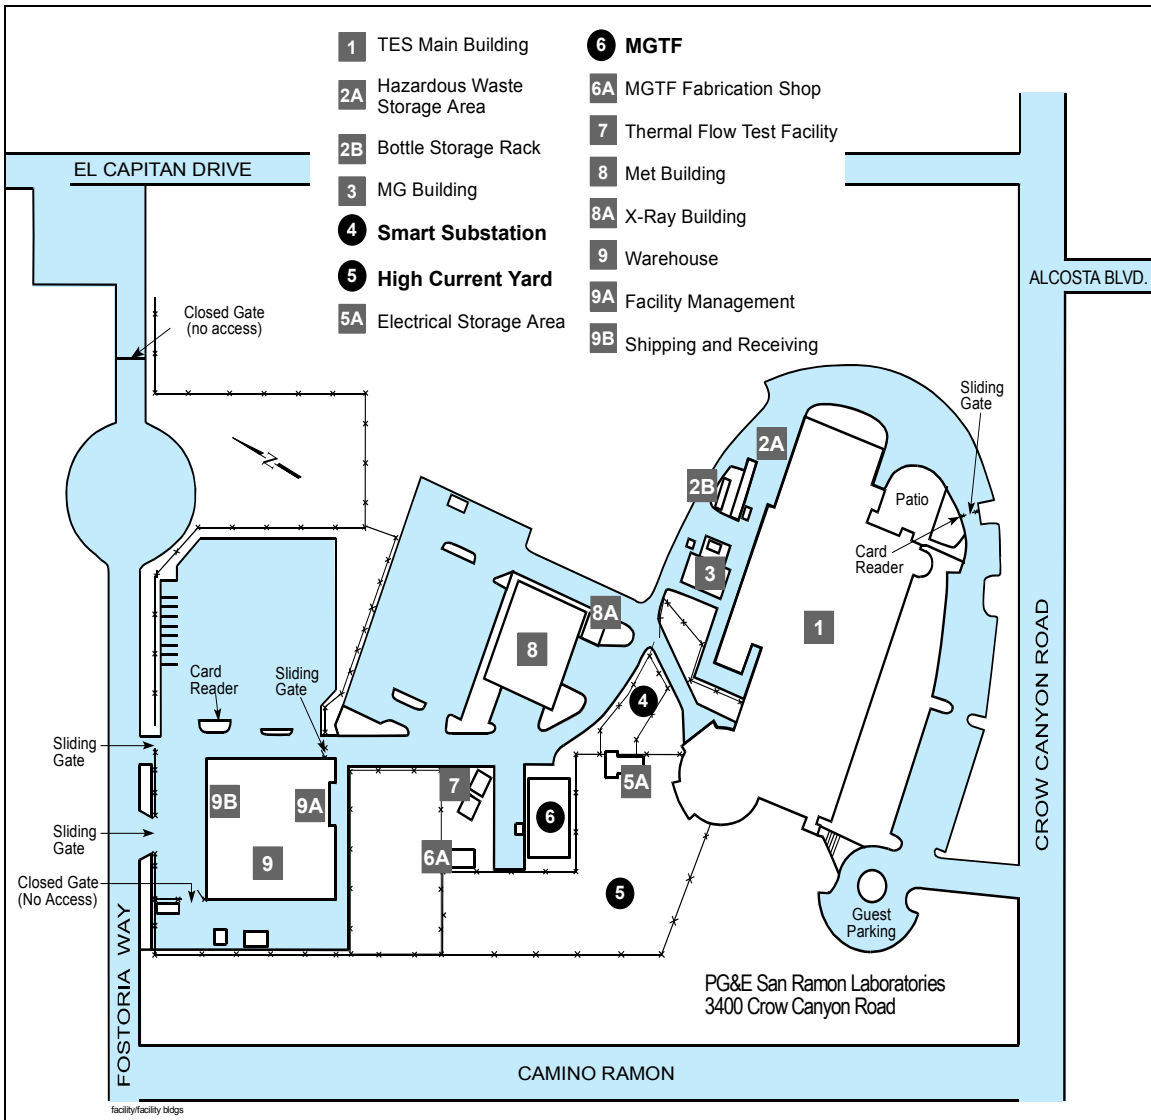 1 TES Main Building
2A Hazardous Waste
Storage Area
2B Bottle Storage Rack
3 MG Building
4 Smart Substation
5 High Current Yard
5A Electrical Storage Area
6 MGTF
6A MGTF Fabrication Shop
7 Thermal Flow Test Facility
8 Met Building
8A X-Ray Building
9 Warehouse
9A Facility Management
9B Shipping and Receiving
EL CAPITAN DRIVE
ALCOSTA BLVD.
Closed Gate
(no access)
Sliding
Gate
2A
2B
Patio
N
Card
Reader
3
8A
1
8
CROW CANYON ROAD
Card
Reader
Sliding
Gate
4
Sliding
Gate
5A
7
9B
9A
6
Sliding
Gate
6A
9
Closed Gate
(No Access)
5
Guest
Parking
FOSTORIA WAY
PG&E San Ramon Laboratories
3400 Crow Canyon Road
CAMINO RAMON
facility/facility bldgs